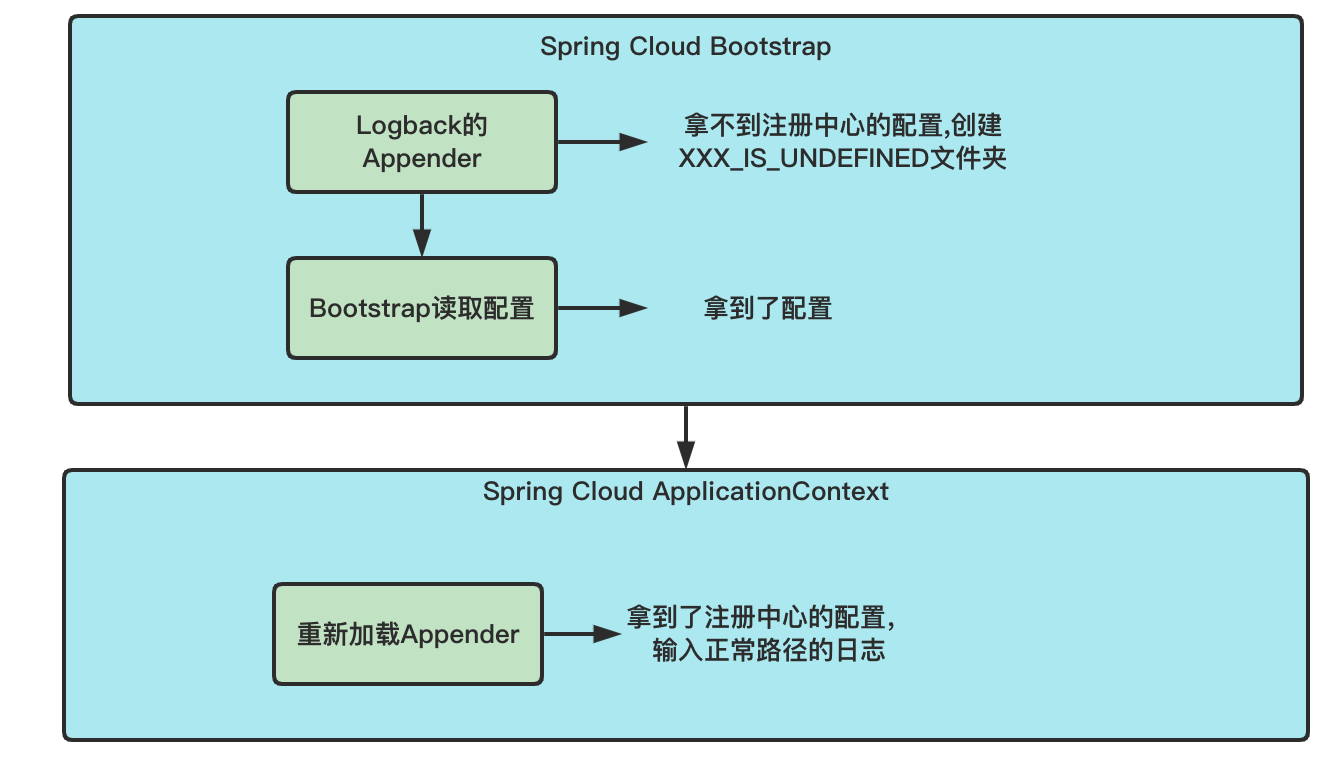 Spring Cloud Bootstrap
Logback的
Appender
拿不到注册中心的配置,创建
XXX_IS_UNDEFINED文件夹
Bootstrap读取配置
拿到了配置
Spring Cloud ApplicationContext
重新加载Appender
拿到了注册中心的配置，
输入正常路径的日志